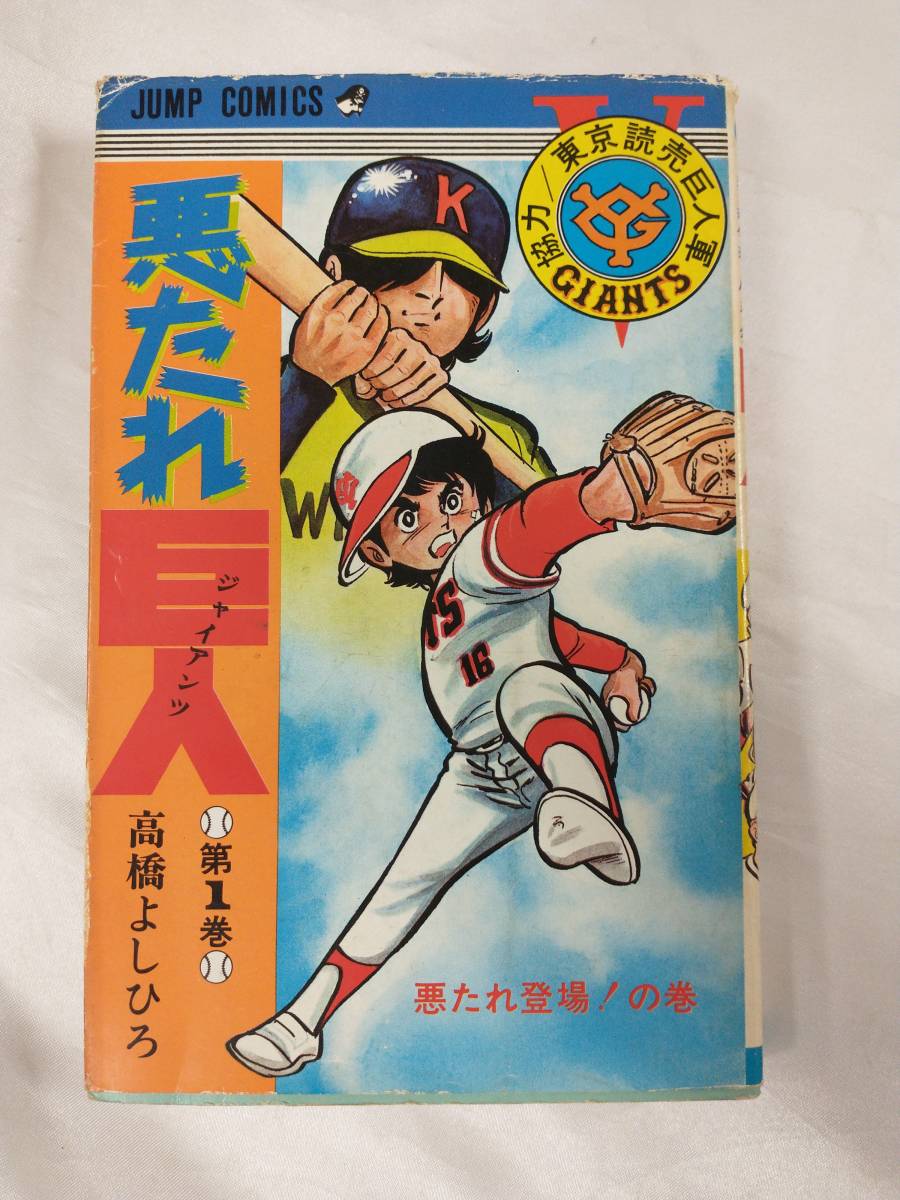 JUMP COMICS
協力/東京読売巨人軍
GIANTS
悪たれ
巨人
ジャイアンツ
第1巻
高橋よしひろ
K
W
TS
16
悪たれ登場!の巻